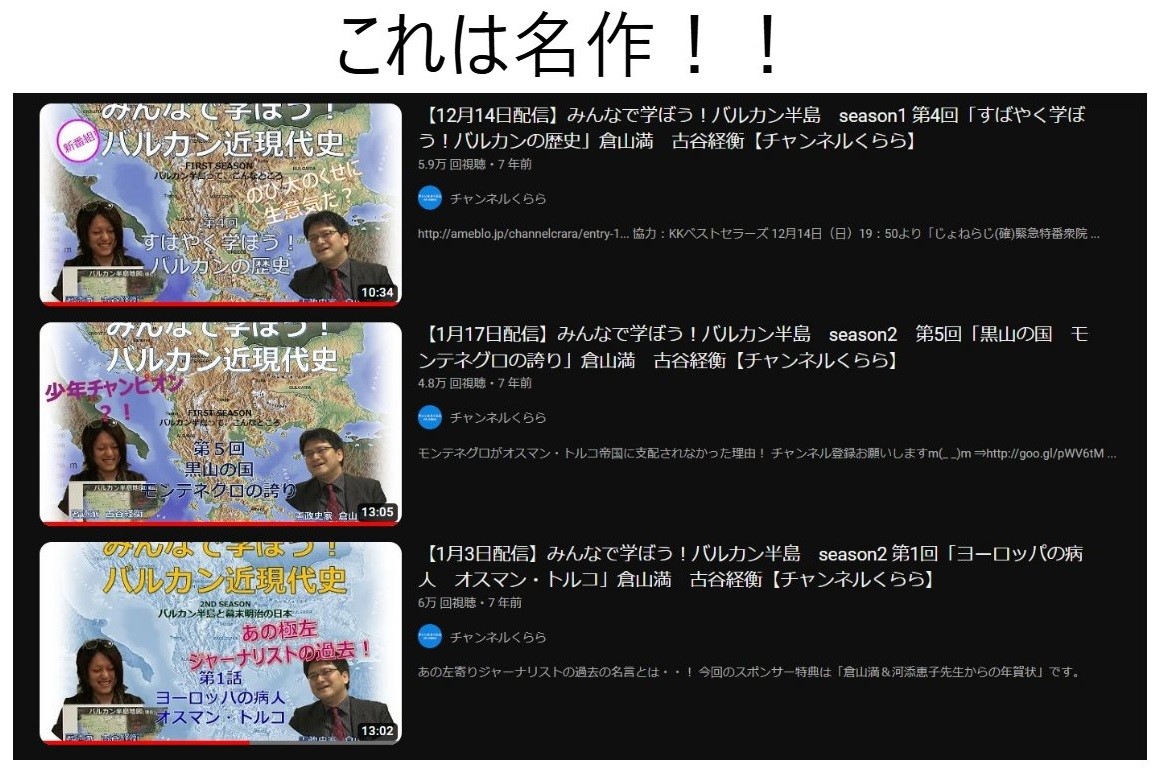 これは名作！！
みんなで学ぼう！
新番組
バルカン近現代史
FIRST SEASON
バルカン半島って、こんなところ
のび太のくせに
生意気だ？
第4回
すばやく学ぼう！
バルカンの歴史
バルカン半島地図
10:34
【12月14日配信】みんなで学ぼう！バルカン半島　season1 第4回「すばやく学ぼ
う！バルカンの歴史」倉山満　古谷経衡【チャンネルくらら】
5.9万 回視聴・7 年前
チャンネルくらら
http://ameblo.jp/channelcrara/entry-1... 協力：KKベストセラーズ 12月14日（日）19：50より「じょねらじ(確)緊急特番衆院 ...
みんなで学ぼう！
バルカン近現代史
少年チャンピオン
？！
FIRST SEASON
バルカン半島って、こんなところ
第５回
黒山の国
モンテネグロの誇り
バルカン半島地図
憲政史家 倉山
13:05
【1月17日配信】みんなで学ぼう！バルカン半島　season2　第5回「黒山の国　モ
ンテネグロの誇り」倉山満　古谷経衡【チャンネルくらら】
4.8万 回視聴・7 年前
チャンネルくらら
モンテネグロがオスマン・トルコ帝国に支配されなかった理由！ チャンネル登録お願いしますm(_ _)m ⇒http://goo.gl/pWV6tM ...
みんなで学ぼう！
バルカン近現代史
2ND SEASON
バルカン半島と幕末明治の日本
あの極左
ジャーナリストの過去！
第1話
ヨーロッパの病人
オスマン・トルコ
バルカン半島地図
13:02
【1月3日配信】みんなで学ぼう！バルカン半島　season2 第1回「ヨーロッパの病
人　オスマン・トルコ」倉山満　古谷経衡【チャンネルくらら】
6万 回視聴・7 年前
チャンネルくらら
あの左寄りジャーナリストの過去の名言とは・・！ 今回のスポンサー特典は「倉山満＆河添恵子先生からの年賀状」です。